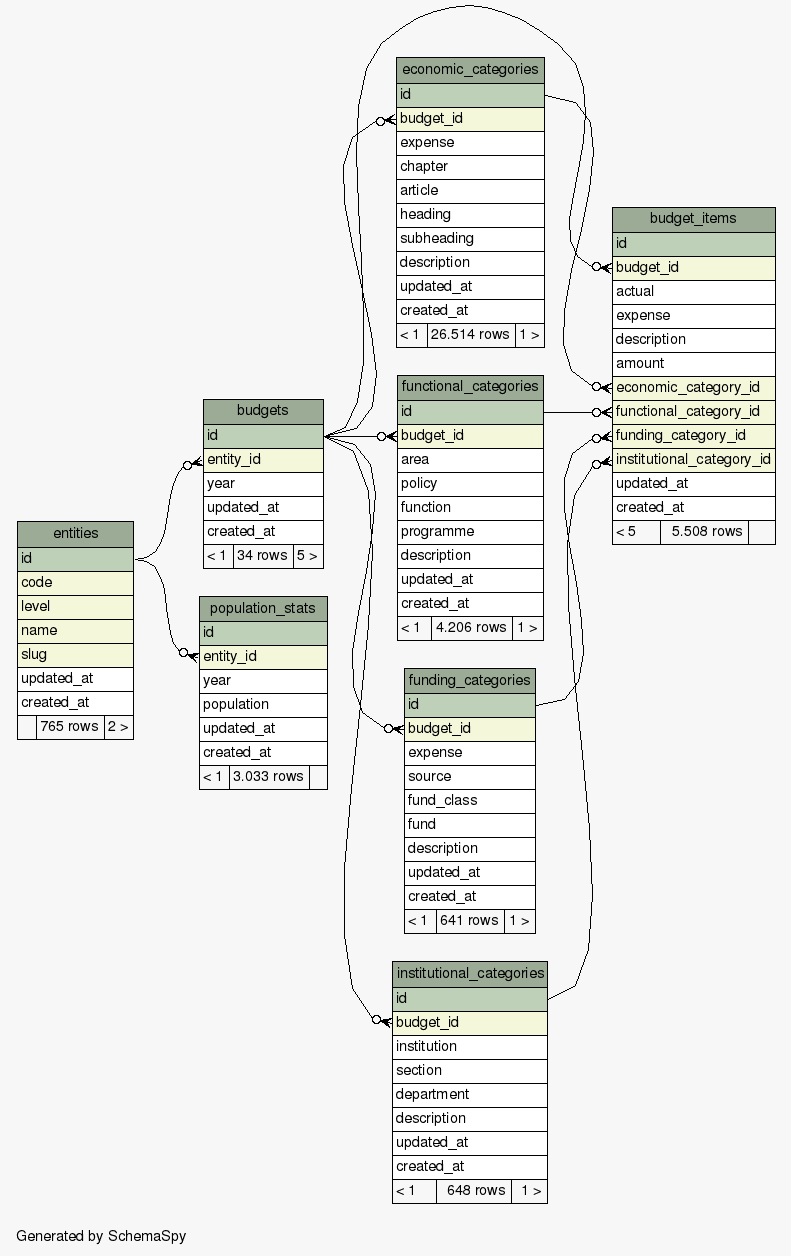 economic_categories
id
budget_id
expense
chapter
article
heading
subheading
description
updated_at
created_at
< 1 26.514 rows 1 >
budget_items
id
budget_id
actual
expense
description
amount
economic_category_id
functional_category_id
funding_category_id
institutional_category_id
updated_at
created_at
< 5 5.508 rows
functional_categories
id
budget_id
area
policy
function
programme
description
updated_at
created_at
< 1 4.206 rows 1 >
budgets
id
entity_id
year
updated_at
created_at
< 1 34 rows 5 >
entities
id
code
level
name
slug
updated_at
created_at
765 rows 2 >
population_stats
id
entity_id
year
population
updated_at
created_at
< 1 3.033 rows
funding_categories
id
budget_id
expense
source
fund_class
fund
description
updated_at
created_at
< 1 641 rows 1 >
institutional_categories
id
budget_id
institution
section
department
description
updated_at
created_at
< 1 648 rows 1 >
Generated by SchemaSpy